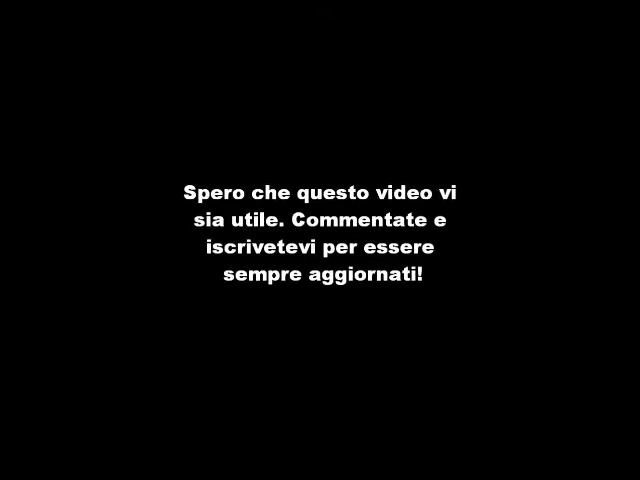 Spero che questo video vi
sia utile. Commentate e
iscrivetevi per essere
sempre aggiornati!